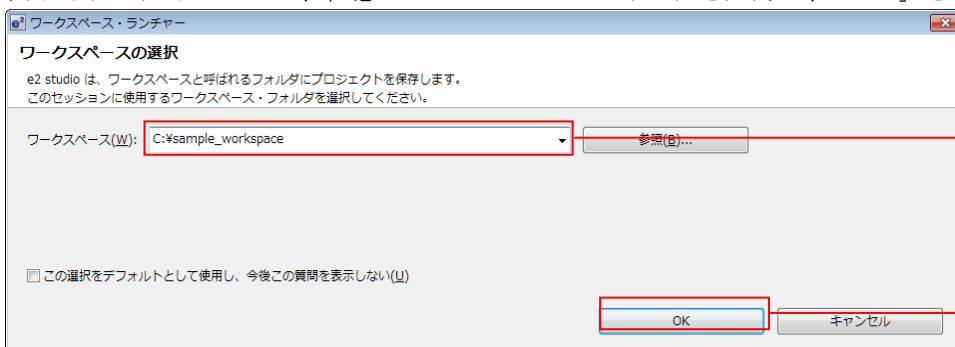 e² ワークスペース・ランチャー
ワークスペースの選択
e2 studio は、ワークスペースと呼ばれるフォルダにプロジェクトを保存します。
このセッションに使用するワークスペース・フォルダを選択してください。
ワークスペース(W): C:¥sample_workspace 参照(B)...
この選択をデフォルトとして使用し、今後この質問を表示しない(U)
OK キャンセル